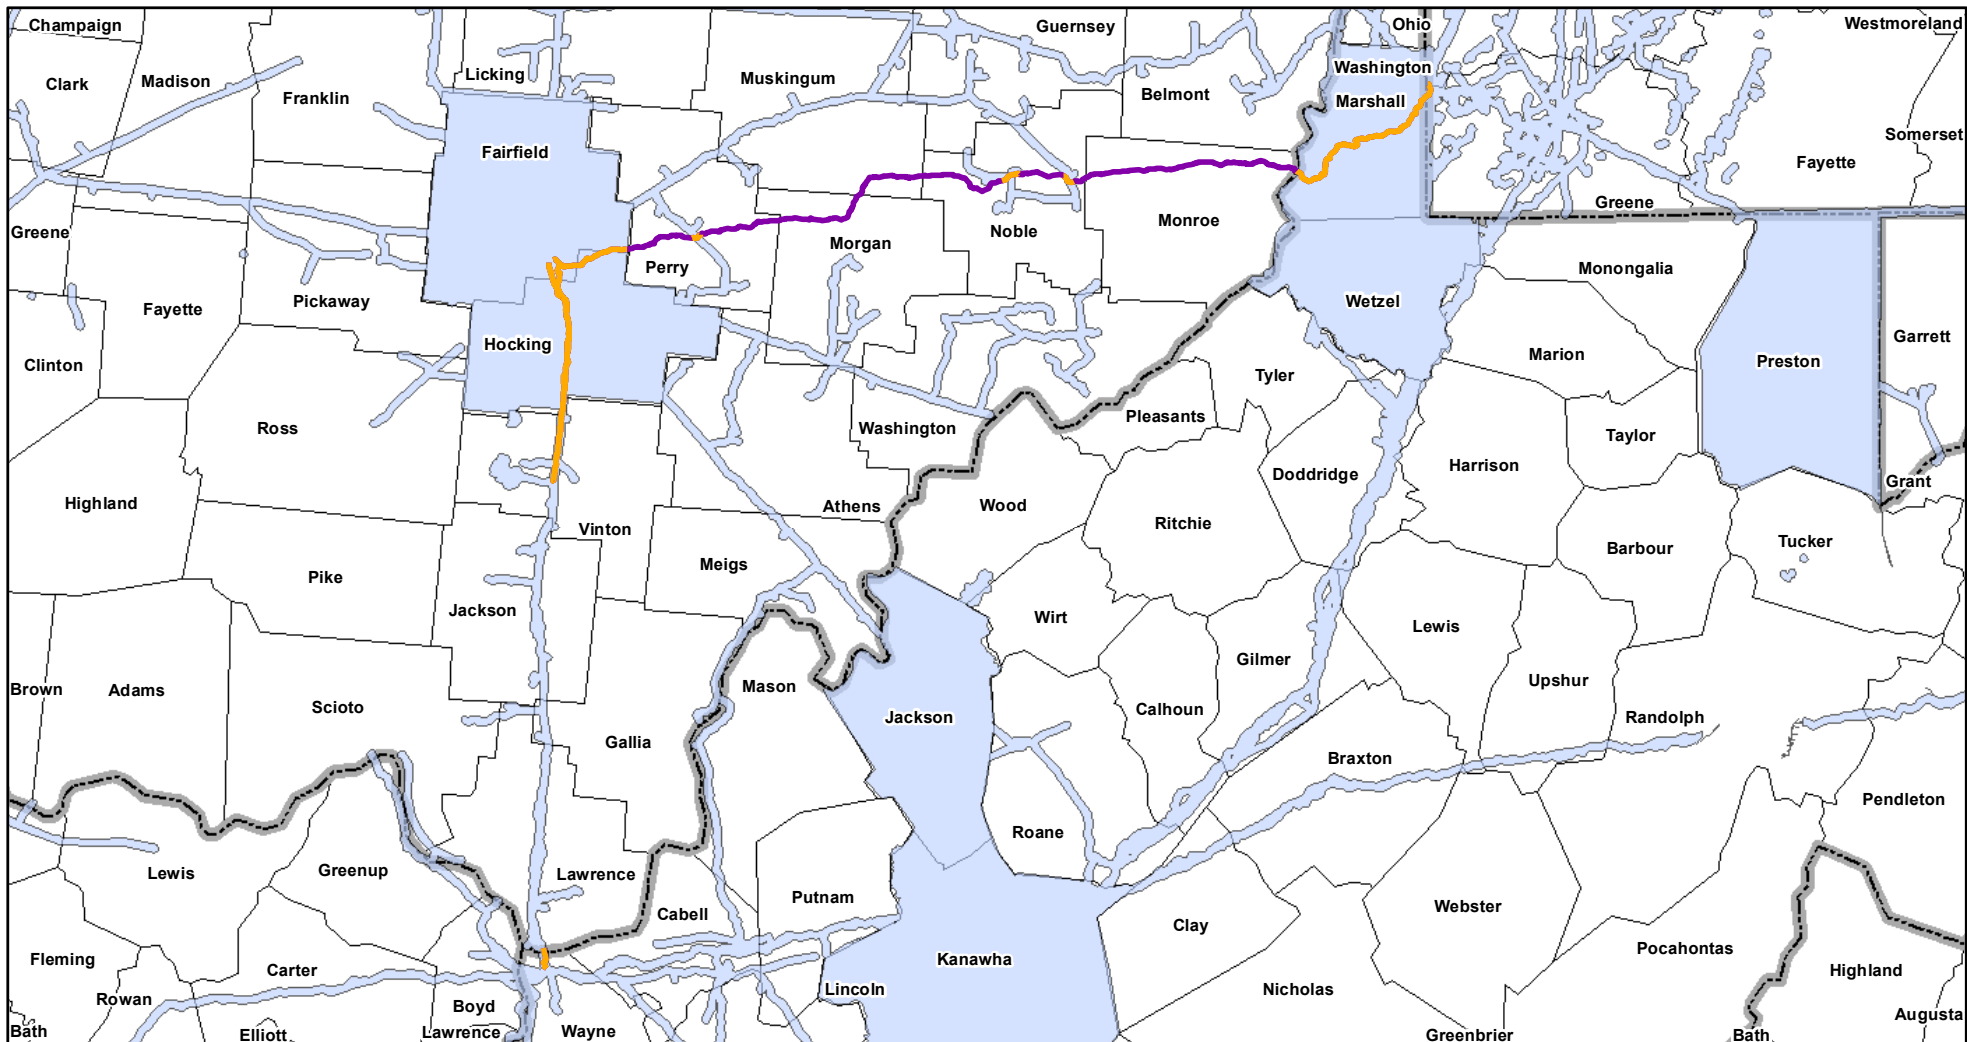 Champaign
Guernsey
Ohio
Westmoreland
Clark
Madison
Licking
Muskingum
Washington
Franklin
Belmont
Marshall
Somerset
Fairfield
Fayette
Greene
Greene
Monroe
Noble
Morgan
Perry
Monongalia
Fayette
Pickaway
Wetzel
Hocking
Garrett
Clinton
Marion
Preston
Tyler
Pleasants
Ross
Washington
Taylor
Harrison
Doddridge
Grant
Highland
Athens
Wood
Vinton
Ritchie
Tucker
Barbour
Meigs
Pike
Jackson
Wirt
Lewis
Gilmer
Brown
Adams
Mason
Upshur
Scioto
Jackson
Calhoun
Randolph
Gallia
Braxton
Pendleton
Roane
Lewis
Greenup
Lawrence
Putnam
Cabell
Webster
Clay
Pocahontas
Fleming
Carter
Kanawha
Highland
Rowan
Lincoln
Nicholas
Boyd
Augusta
Bath
Elliott
Lawrence
Wayne
Greenbrier
Bath